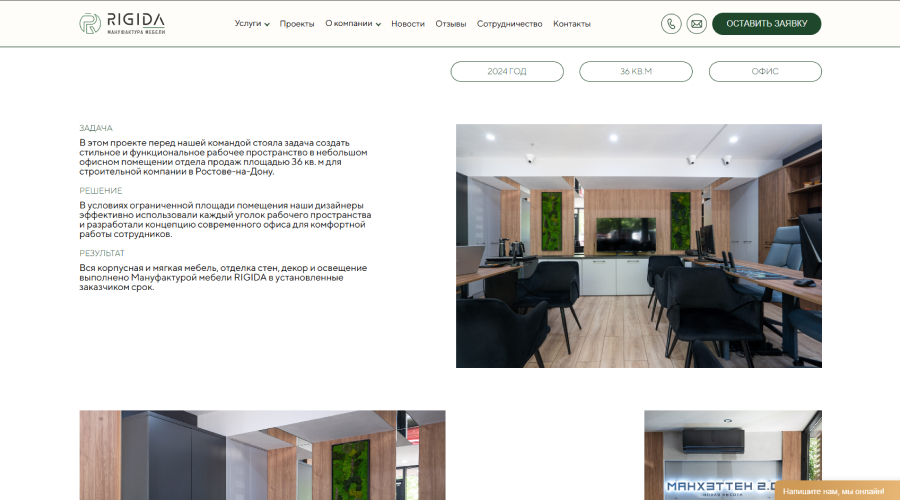 RIGIDA
МАНУФАКТУРА МЕБЕЛИ
Услуги
Проекты
О компании
Новости
Отзывы
Сотрудничество
Контакты
ОСТАВИТЬ ЗАЯВКУ
2024 ГОД
36 КВ.М
ОФИС
ЗАДАЧА
В этом проекте перед нашей командой стояла задача создать
стильное и функциональное рабочее пространство в небольшом
офисном помещении отдела продаж площадью 36 кв. м для
строительной компании в Ростове-на-Дону.
РЕШЕНИЕ
В условиях ограниченной площади помещения наши дизайнеры
эффективно использовали каждый уголок рабочего пространства
и разработали концепцию современного офиса для комфортной
работы сотрудников.
РЕЗУЛЬТАТ
Вся корпусная и мягкая мебель, отделка стен, декор и освещение
выполнено Мануфактурой мебели RIGIDA в установленные
заказчиком срок.
МАНХЭТТЕН 2.0
Напишите нам, мы онлайн!